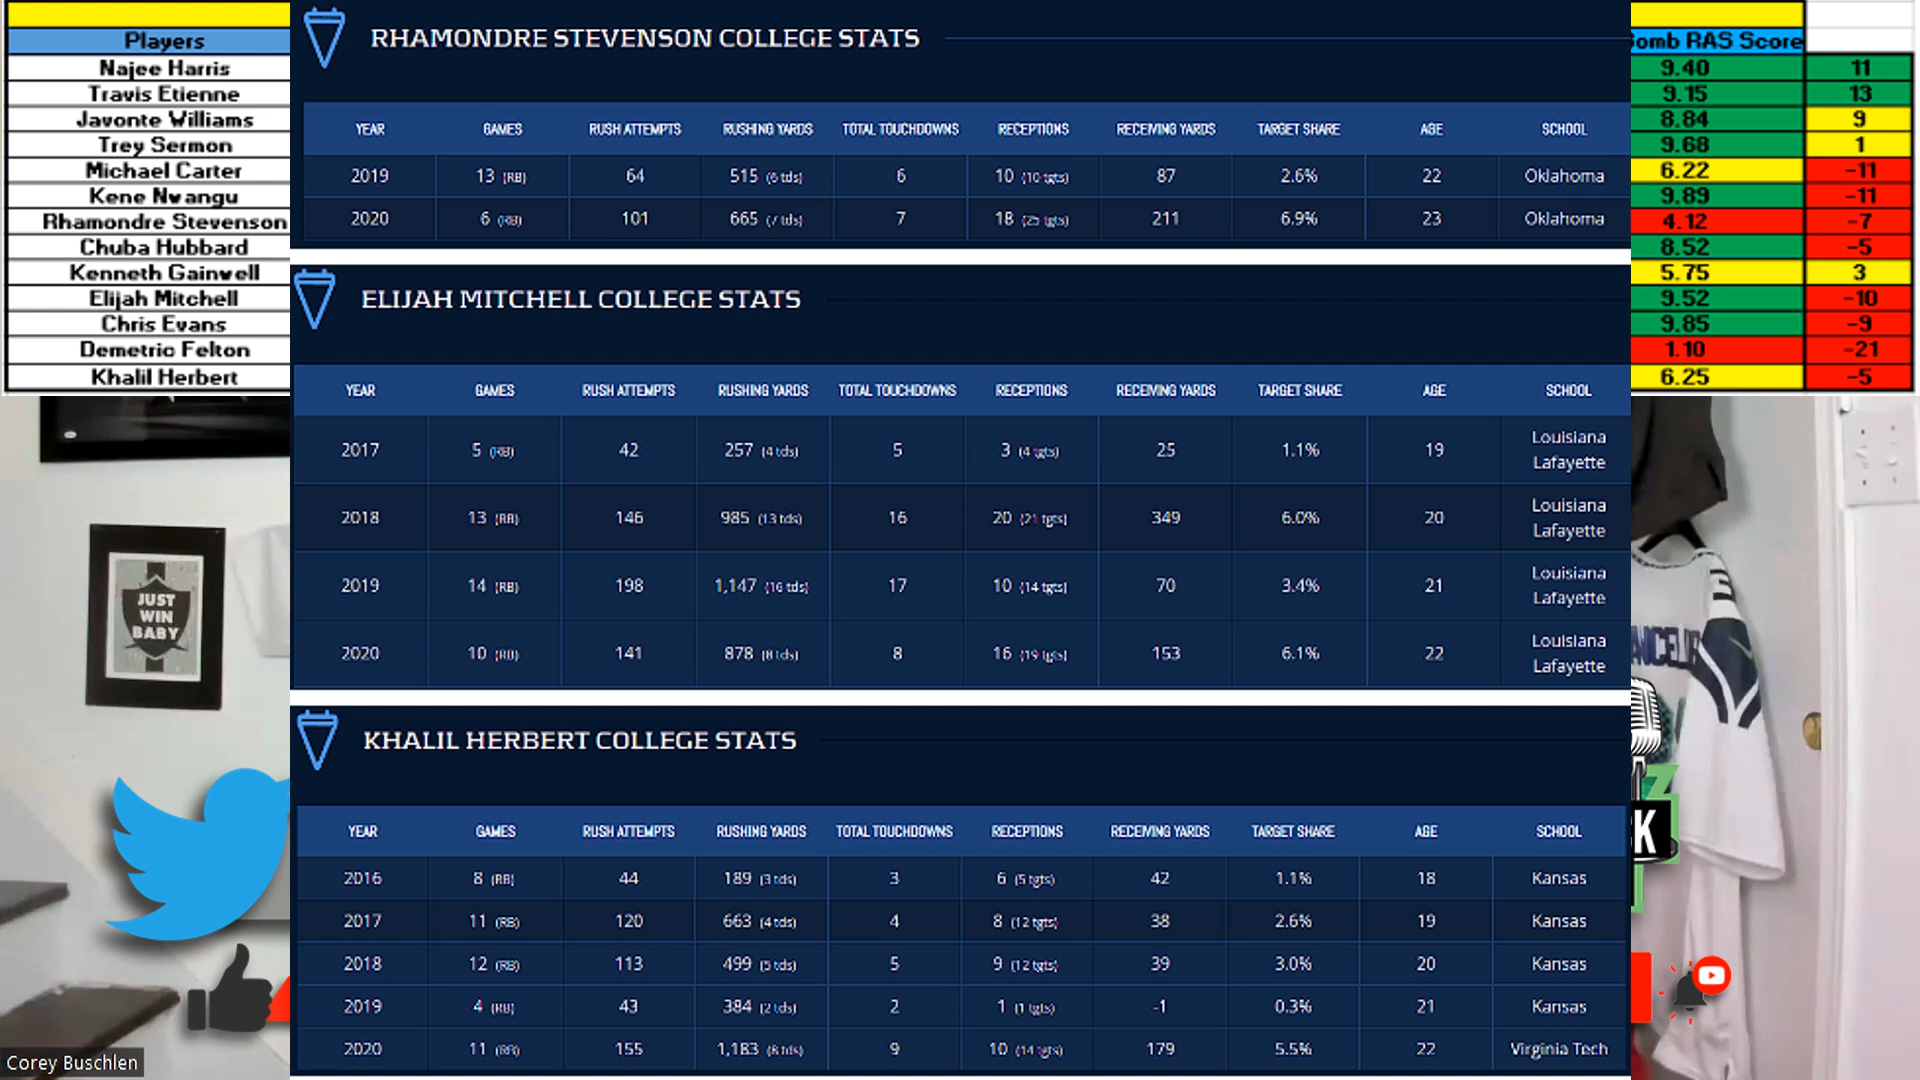 Players
Najee Harris
Travis Etienne
Javonte Williams
Trey Sermon
Michael Carter
Kene Nwangu
Rhamondre Stevenson
Chuba Hubbard
Kenneth Gainwell
Elijah Mitchell
Chris Evans
Demetric Felton
Khalil Herbert
RHAMONDRE STEVENSON COLLEGE STATS
YEAR GAMES RUSH ATTEMPTS RUSHING YARDS TOTAL TOUCHDOWNS RECEPTIONS RECEIVING YARDS TARGET SHARE AGE SCHOOL
2019 13 (RB) 64 515 (6 tds) 6 10 (10 tgts) 87 2.6% 22 Oklahoma
2020 6 (RB) 101 665 (7 tds) 7 18 (25 tgts) 211 6.9% 23 Oklahoma
ELIJAH MITCHELL COLLEGE STATS
YEAR GAMES RUSH ATTEMPTS RUSHING YARDS TOTAL TOUCHDOWNS RECEPTIONS RECEIVING YARDS TARGET SHARE AGE SCHOOL
2017 5 (RB) 42 257 (4 tds) 5 3 (4 tgts) 25 1.1% 19 Louisiana Lafayette
2018 13 (RB) 146 985 (13 tds) 16 20 (21 tgts) 349 6.0% 20 Louisiana Lafayette
2019 14 (RB) 198 1,147 (16 tds) 17 10 (14 tgts) 70 3.4% 21 Louisiana Lafayette
2020 10 (RB) 141 878 (8 tds) 8 16 (19 tgts) 153 6.1% 22 Louisiana Lafayette
KHALIL HERBERT COLLEGE STATS
YEAR GAMES RUSH ATTEMPTS RUSHING YARDS TOTAL TOUCHDOWNS RECEPTIONS RECEIVING YARDS TARGET SHARE AGE SCHOOL
2016 8 (RB) 44 189 (3 tds) 3 6 (5 tgts) 42 1.1% 18 Kansas
2017 11 (RB) 120 663 (4 tds) 4 8 (12 tgts) 38 2.6% 19 Kansas
2018 12 (RB) 113 499 (5 tds) 5 9 (12 tgts) 39 3.0% 20 Kansas
2019 4 (RB) 43 384 (2 tds) 2 1 (1 tgts) -1 0.3% 21 Kansas
2020 11 (RB) 155 1,183 (8 tds) 9 10 (14 tgts) 179 5.5% 22 Virginia Tech
RAS Score
9.40 11
9.15 13
8.84 9
9.68 1
6.22 -11
9.89 -11
4.12 -7
8.52 -5
5.75 3
9.52 -10
9.85 -9
1.10 -21
6.25 -5
JUST
WIN
BABY
Corey Buschlen